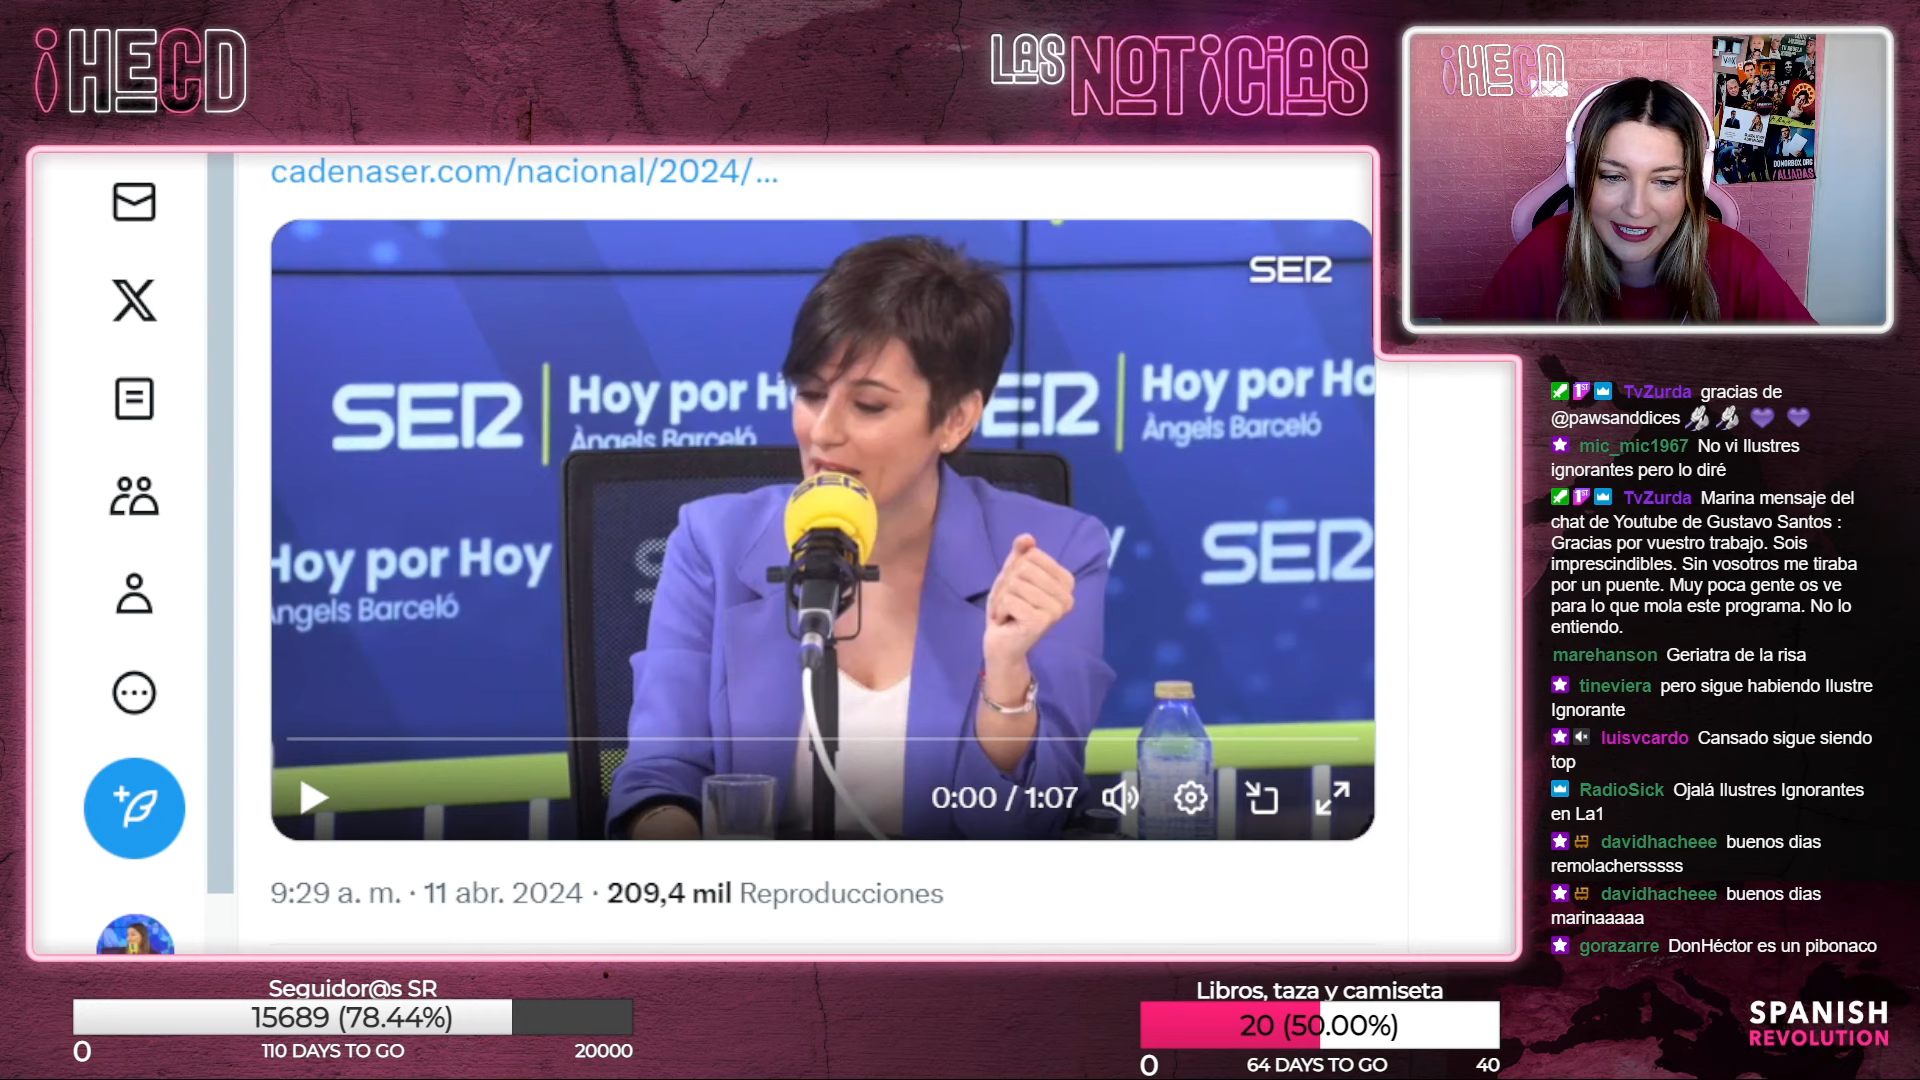 ¡HECD
LAS NOTICIAS
¡HECD
DONORBOX.ORG
/ALIADAS
cadenaser.com/nacional/2024/...
SER
SER Hoy por H
Àngels Barceló
ER Hoy por Ho
Àngels Barceló
Hoy por Hoy
ngels Barceló
SER
SER
0:00 / 1:07
9:29 a. m. · 11 abr. 2024 · 209,4 mil Reproducciones
TvZurda gracias de
@pawsanddices
mic_mic1967 No vi Ilustres
ignorantes pero lo diré
TvZurda Marina mensaje del
chat de Youtube de Gustavo Santos :
Gracias por vuestro trabajo. Sois
imprescindibles. Sin vosotros me tiraba
por un puente. Muy poca gente os ve
para lo que mola este programa. No lo
entiendo.
marehanson Geriatra de la risa
tineviera pero sigue habiendo Ilustre
Ignorante
luisvcardo Cansado sigue siendo
top
RadioSick Ojalá Ilustres Ignorantes
en La1
davidhacheee buenos dias
remolachersssss
davidhacheee buenos dias
marinaaaaa
gorazarre DonHéctor es un pibonaco
Seguidor@s SR
15689 (78.44%)
0 110 DAYS TO GO 20000
Libros, taza y camiseta
20 (50.00%)
0 64 DAYS TO GO 40
SPANISH
REVOLUTION